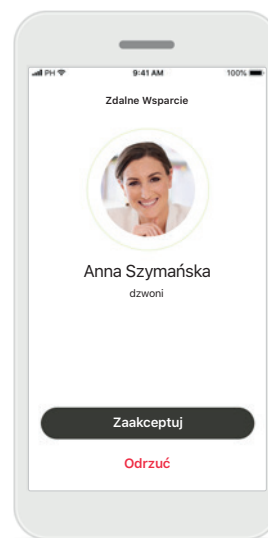 PH 9:41 AM 100%
Zdalne Wsparcie
Anna Szymańska
dzwoni
Zaakceptuj
Odrzuć